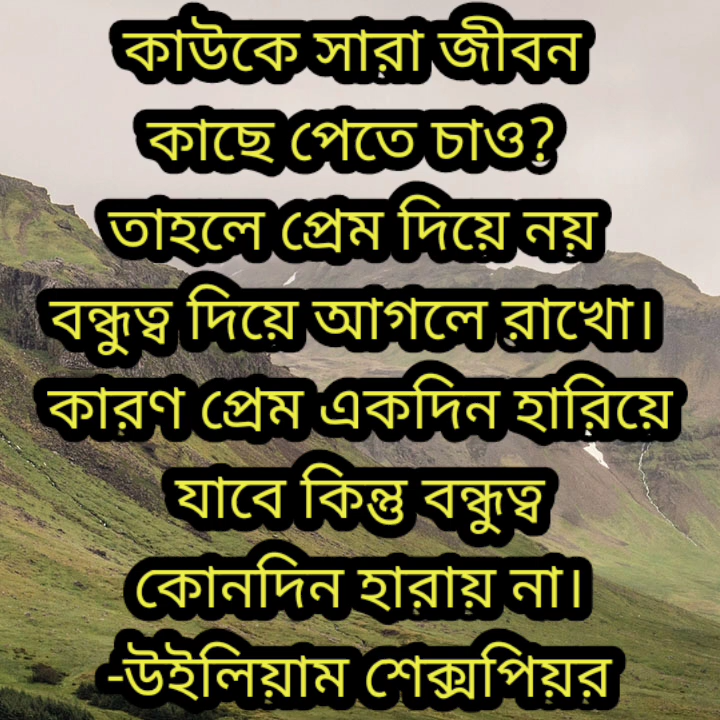 কাউকে সারা জীবন
কাছে পেতে চাও?
তাহলে প্রেম দিয়ে নয়
বন্ধুত্ব দিয়ে আগলে রাখো।
কারণ প্রেম একদিন হারিয়ে
যাবে কিন্তু বন্ধুত্ব
কোনদিন হারায় না।
-উইলিয়াম শেক্সপিয়র